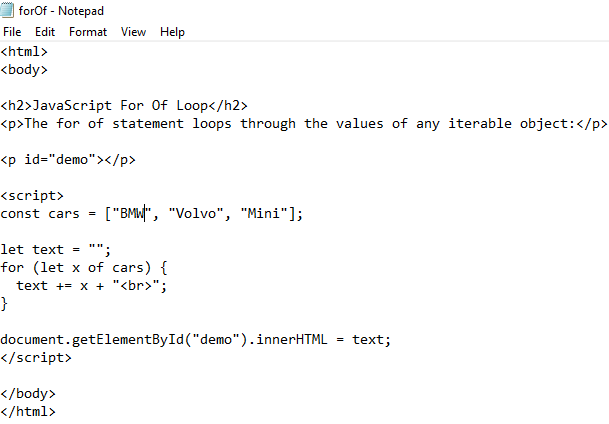 forOf - Notepad
File Edit Format View Help
<html>
<body>
<h2>JavaScript For Of Loop</h2>
<p>The for of statement loops through the values of any iterable object:</p>
<p id="demo"></p>
<script>
const cars = ["BMW", "Volvo", "Mini"];
let text = "";
for (let x of cars) {
  text += x + "<br>";
}
document.getElementById("demo").innerHTML = text;
</script>
</body>
</html>